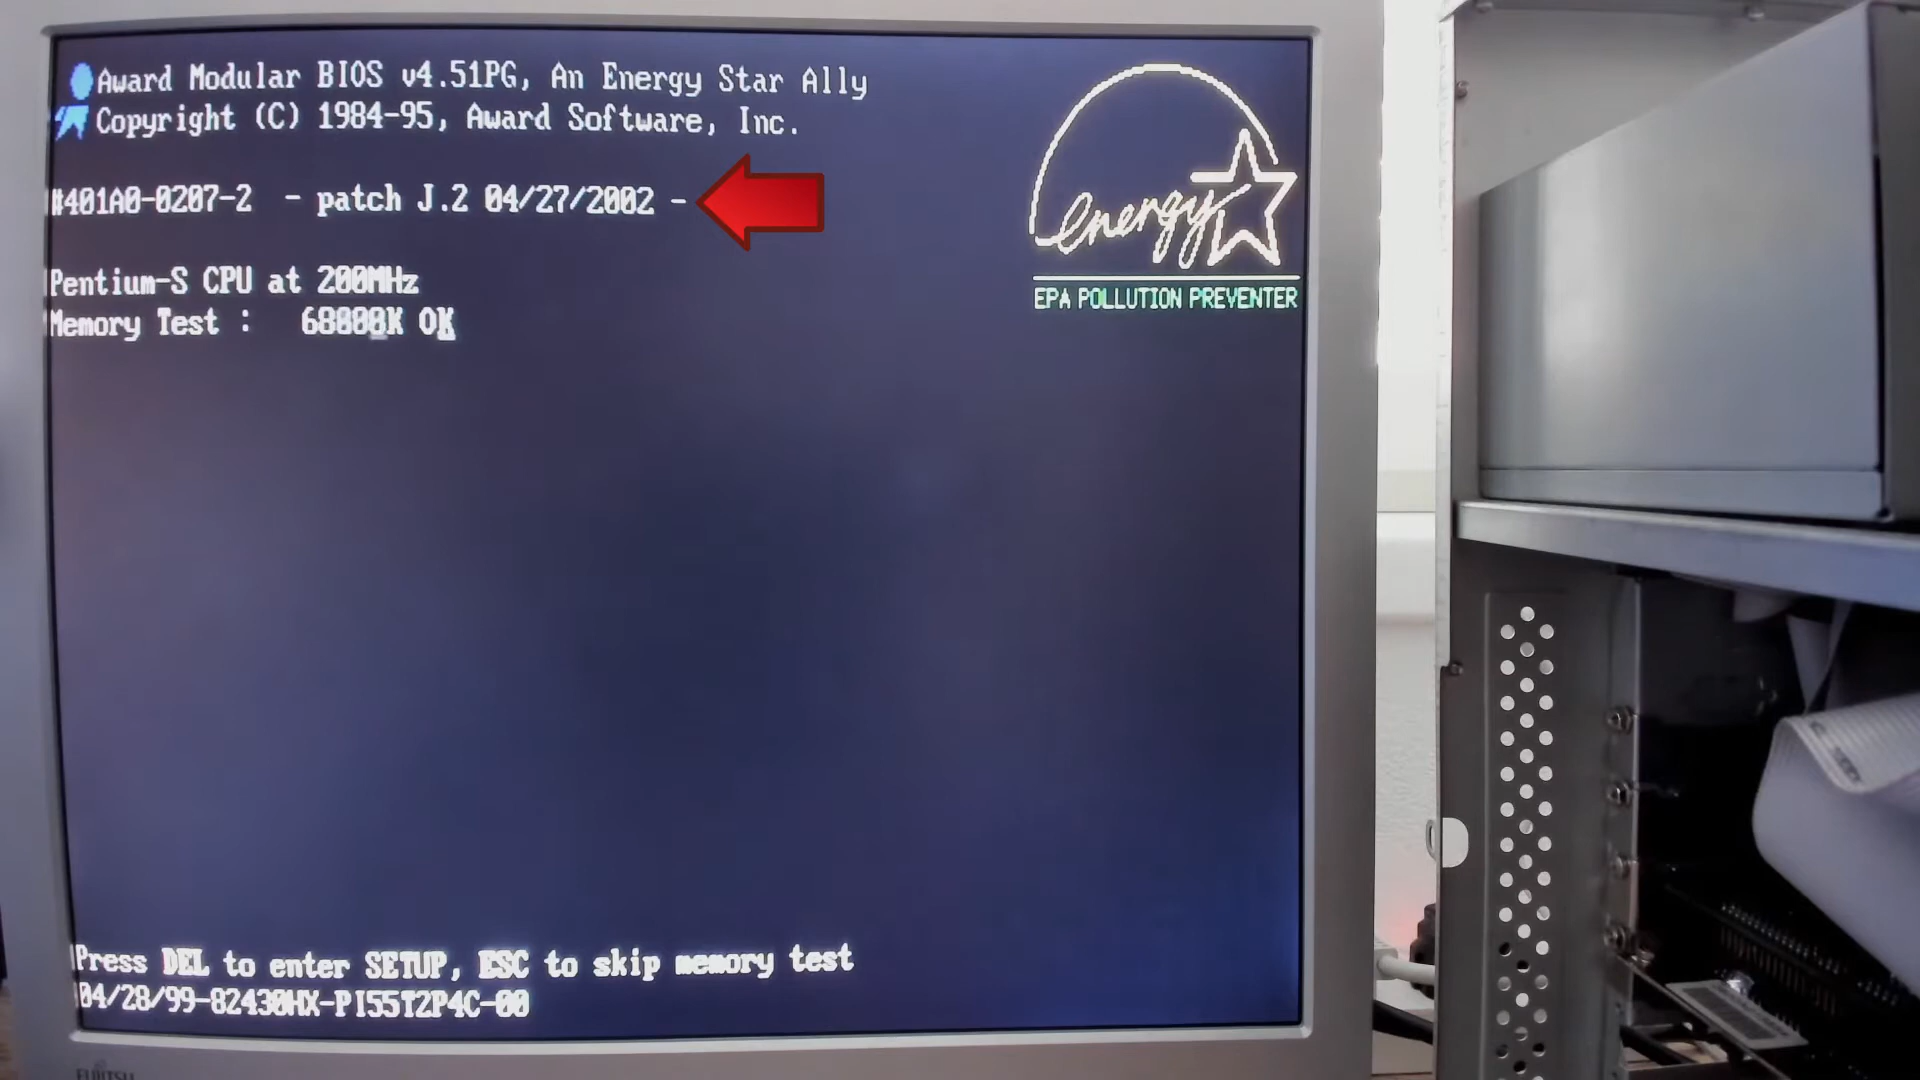 Award Modular BIOS v4.51PG, An Energy Star Ally
Copyright (C) 1984-95, Award Software, Inc.
#401A0-0207-2 - patch J.2 04/27/2002 -
energy
EPA POLLUTION PREVENTER
Pentium-S CPU at 200MHz
Memory Test : OK
Press DEL to enter SETUP, ESC to skip memory test
04/28/99-82430HX-PI55T2P4C-00
FUJITSU